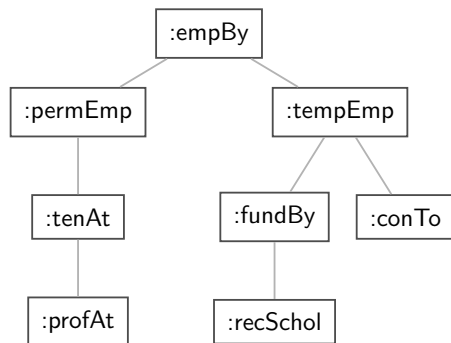 :empBy
:permEmp
:tempEmp
:tenAt
:fundBy
:conTo
:profAt
:recSchol